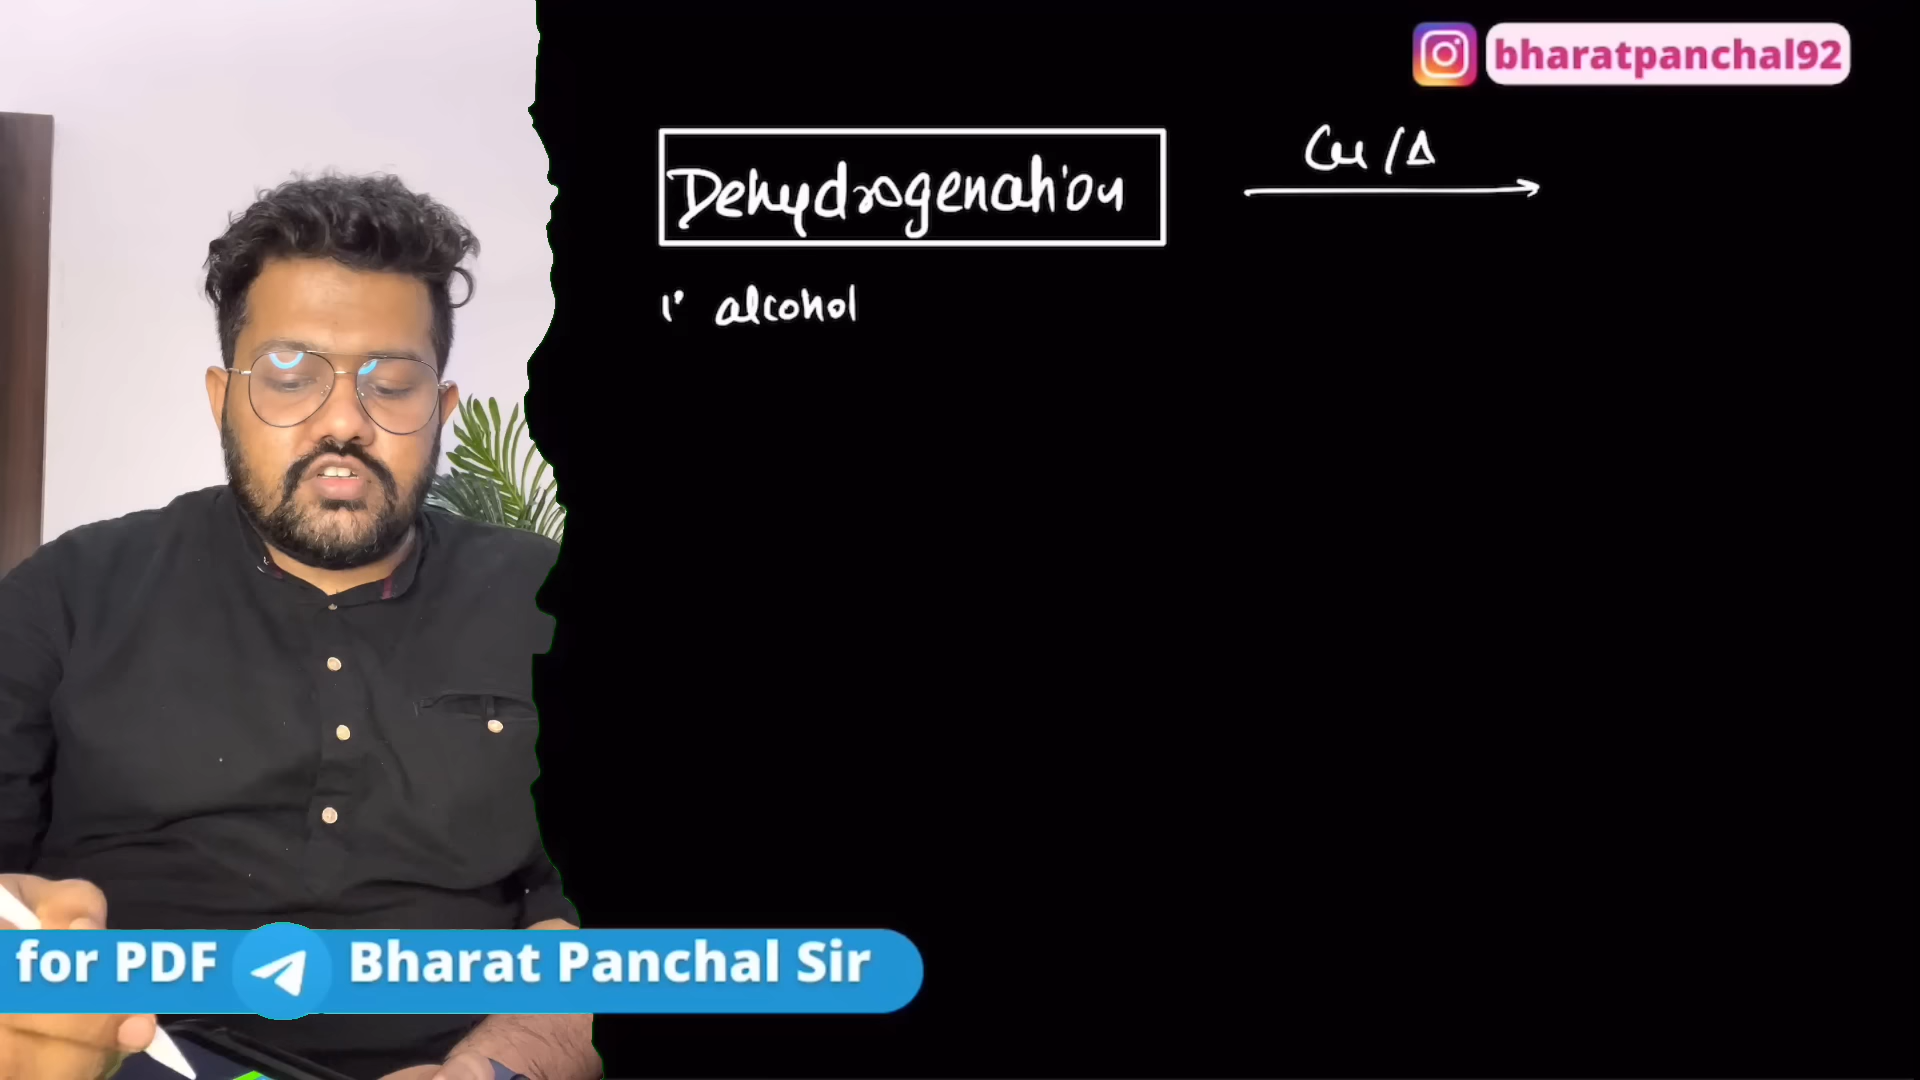 bharatpanchal92
Dehydrogenation
Cu/Δ
1° alcohol
for PDF
Bharat Panchal Sir